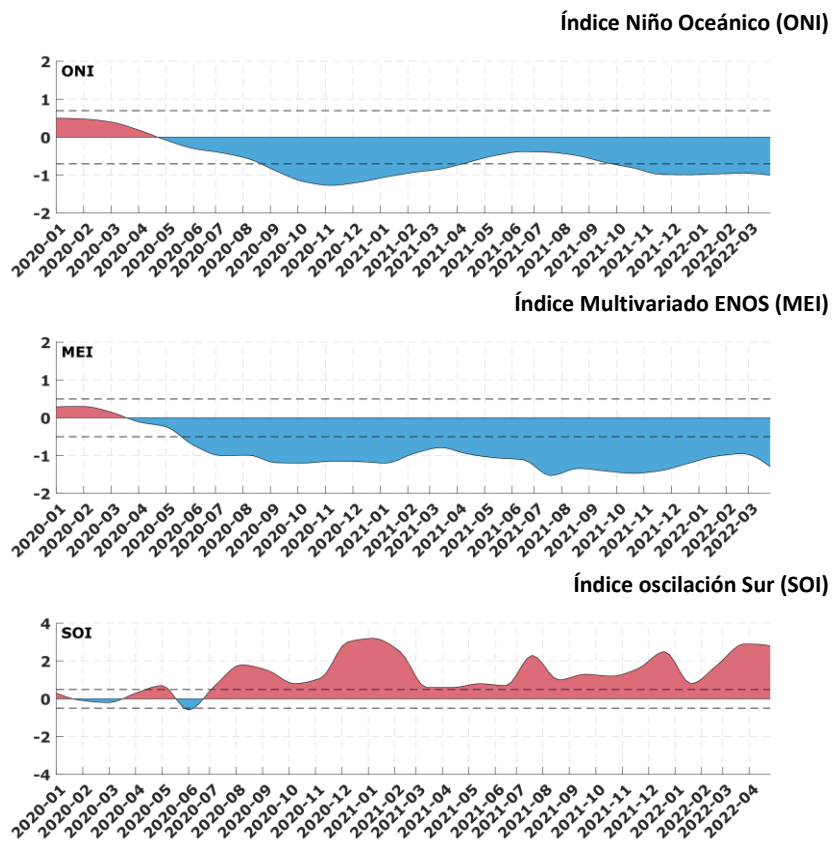 Índice Niño Oceánico (ONI)
ONI
2
1
0
-1
-2
2020-01 2020-02 2020-03 2020-04 2020-05 2020-06 2020-07 2020-08 2020-09 2020-10 2020-11 2020-12 2021-01 2021-02 2021-03 2021-04 2021-05 2021-06 2021-07 2021-08 2021-09 2021-10 2021-11 2021-12 2022-01 2022-02 2022-03
Índice Multivariado ENOS (MEI)
MEI
2
1
0
-1
-2
2020-01 2020-02 2020-03 2020-04 2020-05 2020-06 2020-07 2020-08 2020-09 2020-10 2020-11 2020-12 2021-01 2021-02 2021-03 2021-04 2021-05 2021-06 2021-07 2021-08 2021-09 2021-10 2021-11 2021-12 2022-01 2022-02 2022-03
Índice oscilación Sur (SOI)
SOI
4
2
0
-2
-4
2020-01 2020-02 2020-03 2020-04 2020-05 2020-06 2020-07 2020-08 2020-09 2020-10 2020-11 2020-12 2021-01 2021-02 2021-03 2021-04 2021-05 2021-06 2021-07 2021-08 2021-09 2021-11 2021-12 2022-01 2022-02 2022-03 2022-04